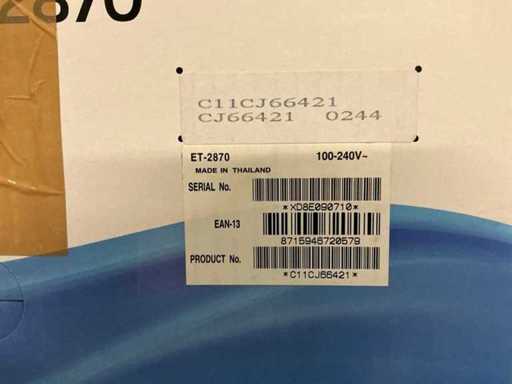 2870
C11CJ66421
CJ66421 0244
ET-2870 100-240V~
MADE IN THAILAND
SERIAL No.
*XD8E090710*
EAN-13
8715946720579
PRODUCT No.
*C11CJ66421*